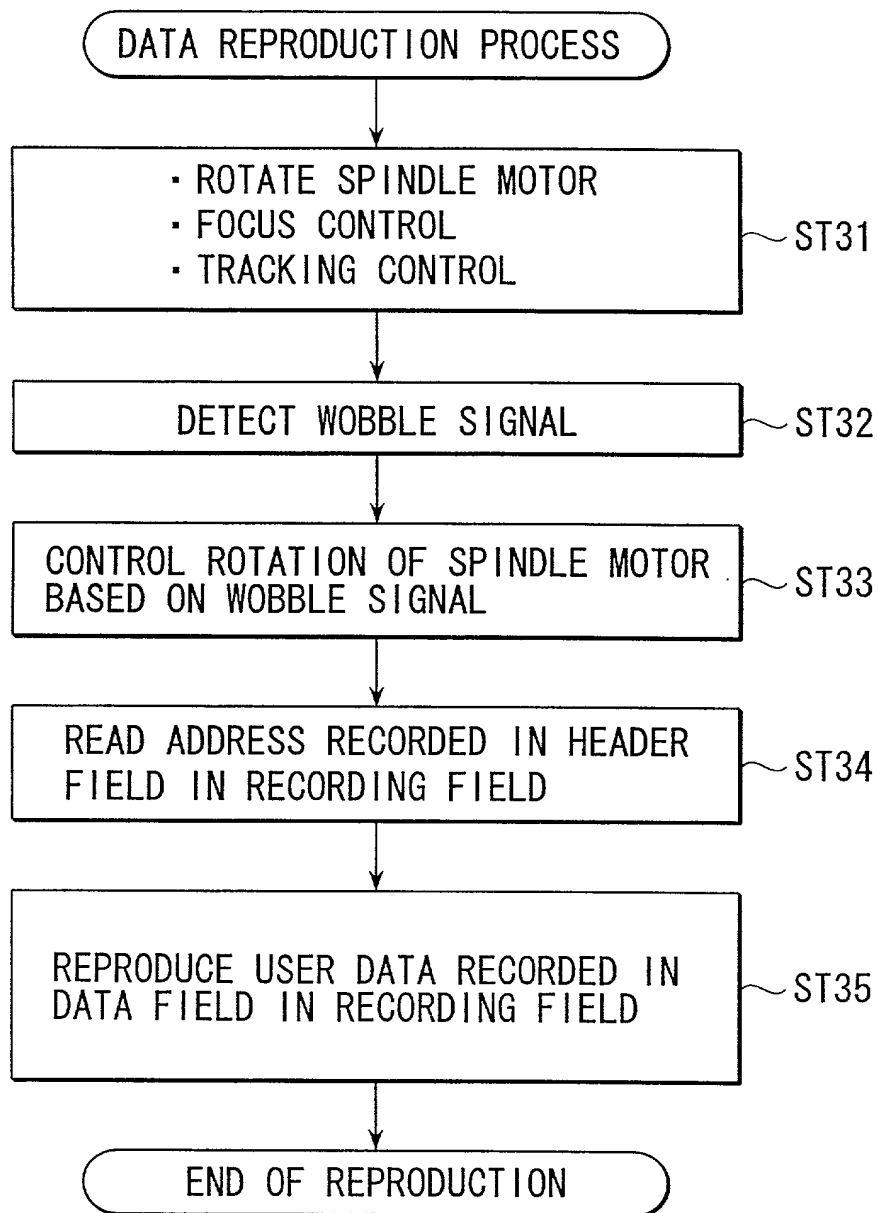 DATA REPRODUCTION PROCESS
・ROTATE SPINDLE MOTOR
・FOCUS CONTROL
・TRACKING CONTROL
ST31
DETECT WOBBLE SIGNAL
ST32
CONTROL ROTATION OF SPINDLE MOTOR
BASED ON WOBBLE SIGNAL
ST33
READ ADDRESS RECORDED IN HEADER
FIELD IN RECORDING FIELD
ST34
REPRODUCE USER DATA RECORDED IN
DATA FIELD IN RECORDING FIELD
ST35
END OF REPRODUCTION